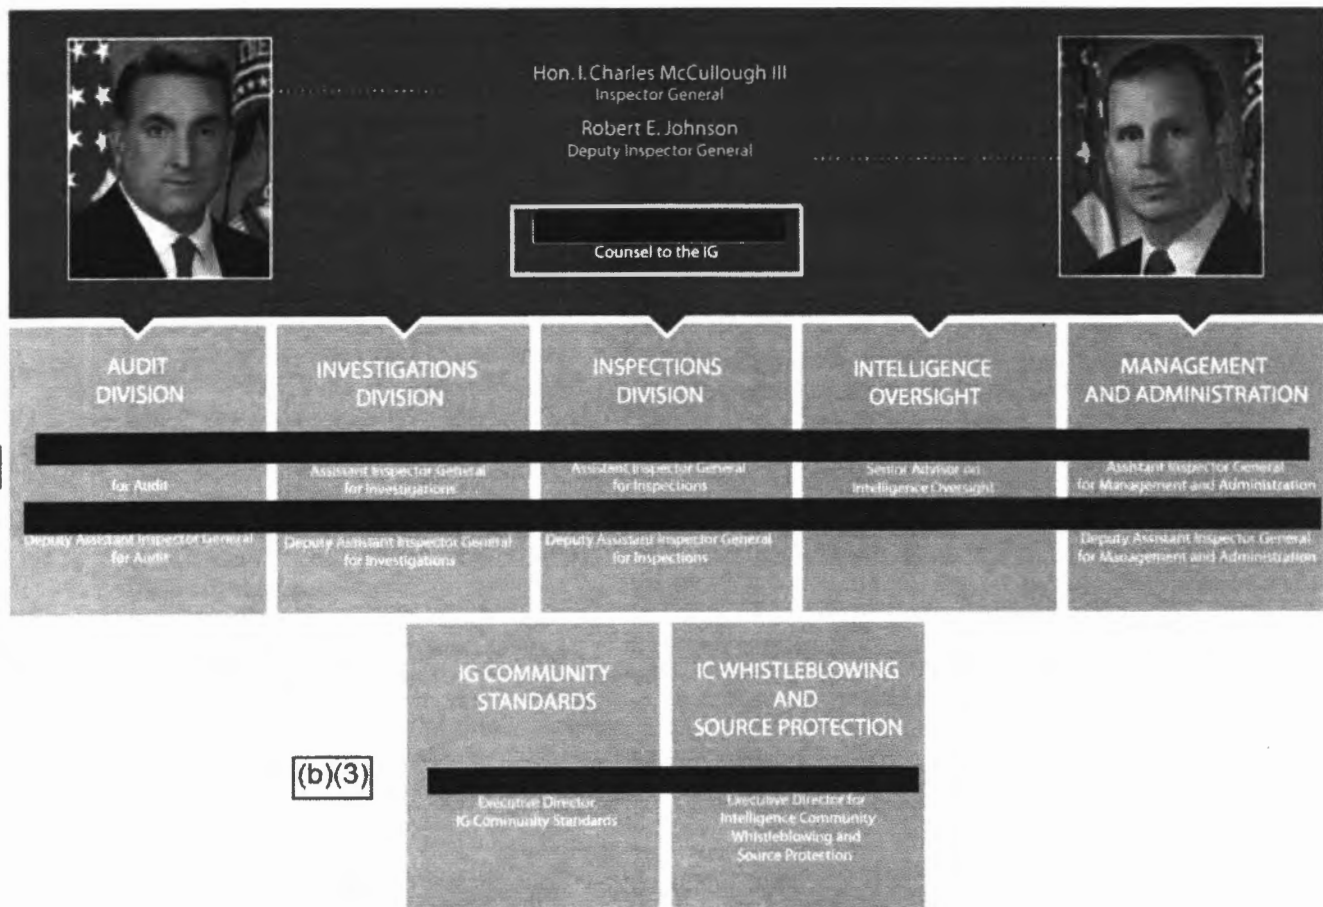 Hon. I. Charles McCullough III
Inspector General
Robert E. Johnson
Deputy Inspector General
Counsel to the IG
AUDIT
DIVISION
for Audit
Deputy Assistant Inspector General
for Audit
INVESTIGATIONS
DIVISION
Assistant Inspector General
for Investigations
Deputy Assistant Inspector General
for Investigations
INSPECTIONS
DIVISION
Assistant Inspector General
for Inspections
Deputy Assistant Inspector General
for Inspections
INTELLIGENCE
OVERSIGHT
Senior Advisor on
Intelligence Oversight
MANAGEMENT
AND ADMINISTRATION
Assistant Inspector General
for Management and Administration
Deputy Assistant Inspector General
for Management and Administration
IG COMMUNITY
STANDARDS
Executive Director
IG Community Standards
IC WHISTLEBLOWING
AND
SOURCE PROTECTION
Executive Director for
Intelligence Community
Whistleblowing and
Source Protection
(b)(3)